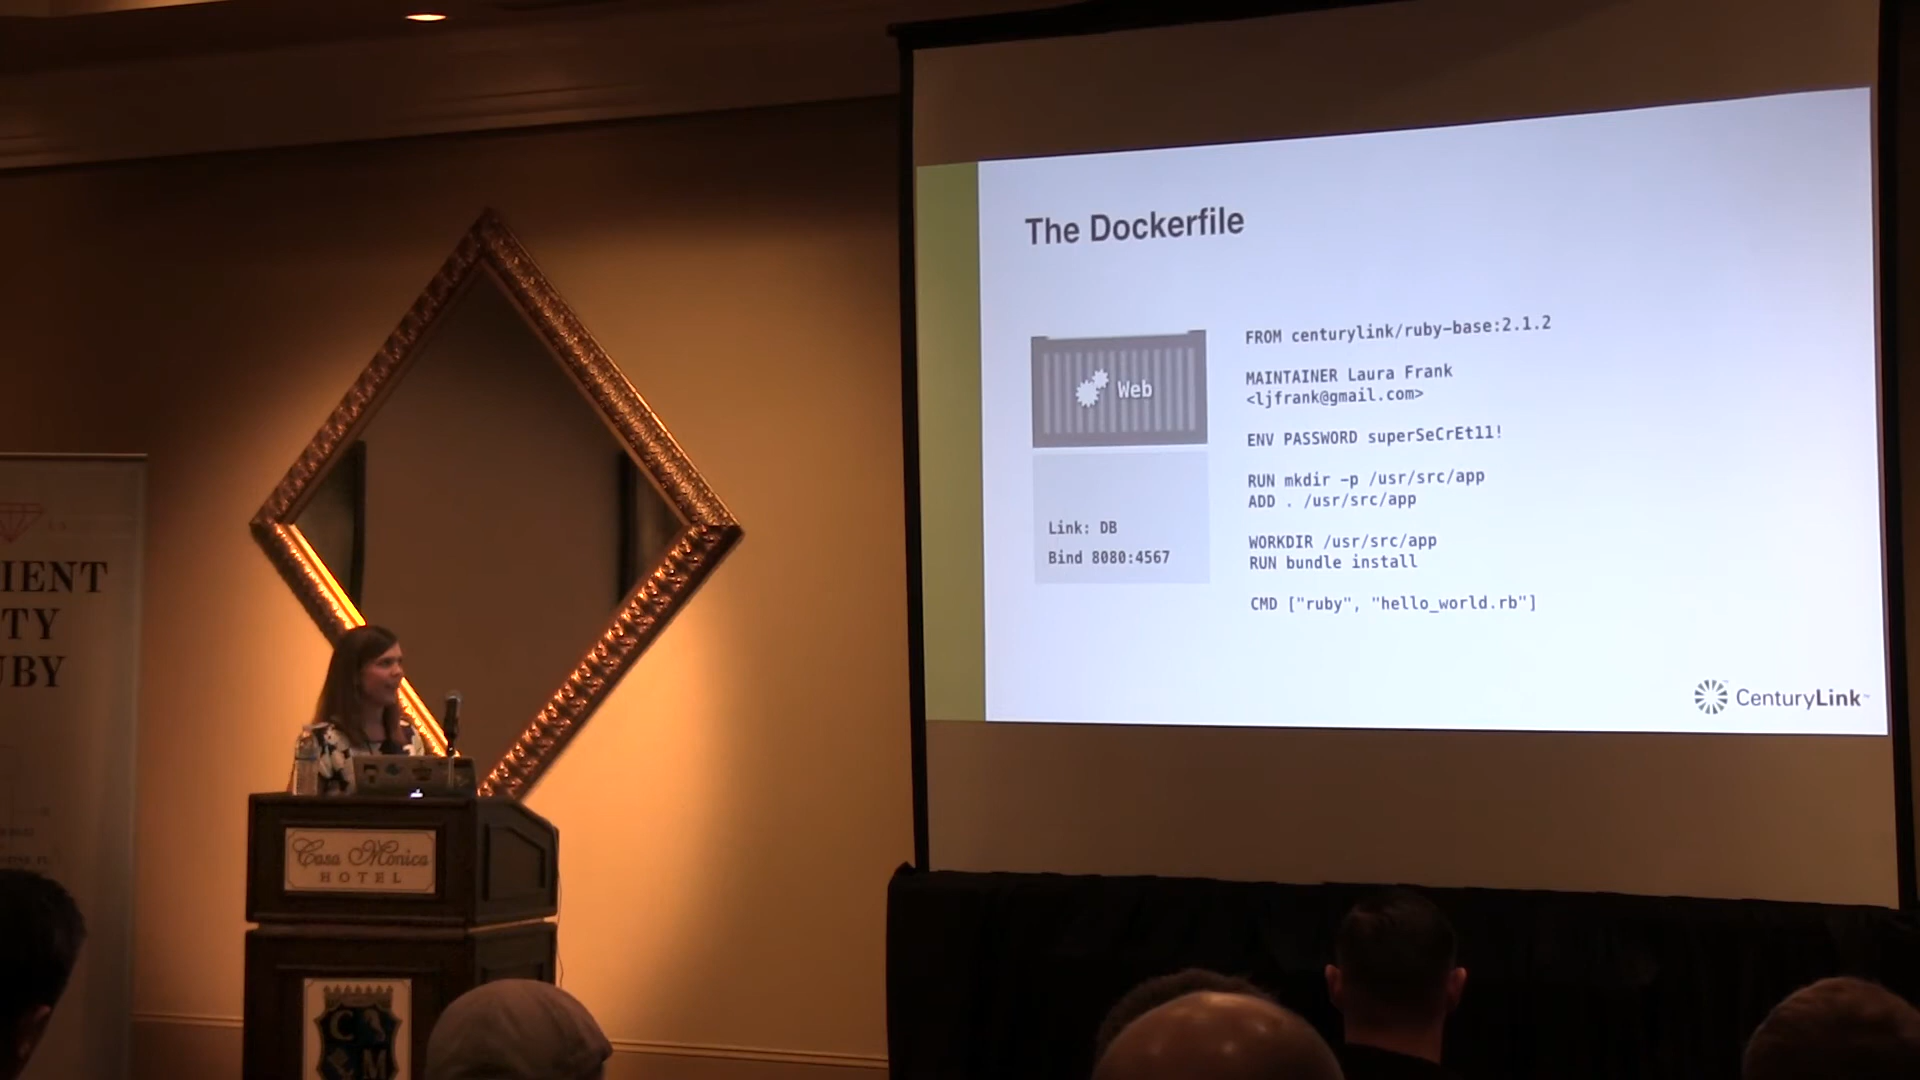 The Dockerfile
Web
Link: DB
Bind 8080:4567
FROM centurylink/ruby-base:2.1.2
MAINTAINER Laura Frank
<ljfrank@gmail.com>
ENV PASSWORD superSeCrEt11!
RUN mkdir -p /usr/src/app
ADD . /usr/src/app
WORKDIR /usr/src/app
RUN bundle install
CMD ["ruby", "hello_world.rb"]
CenturyLink
IENT
TY
UBY
Casa Monica
HOTEL
C
M